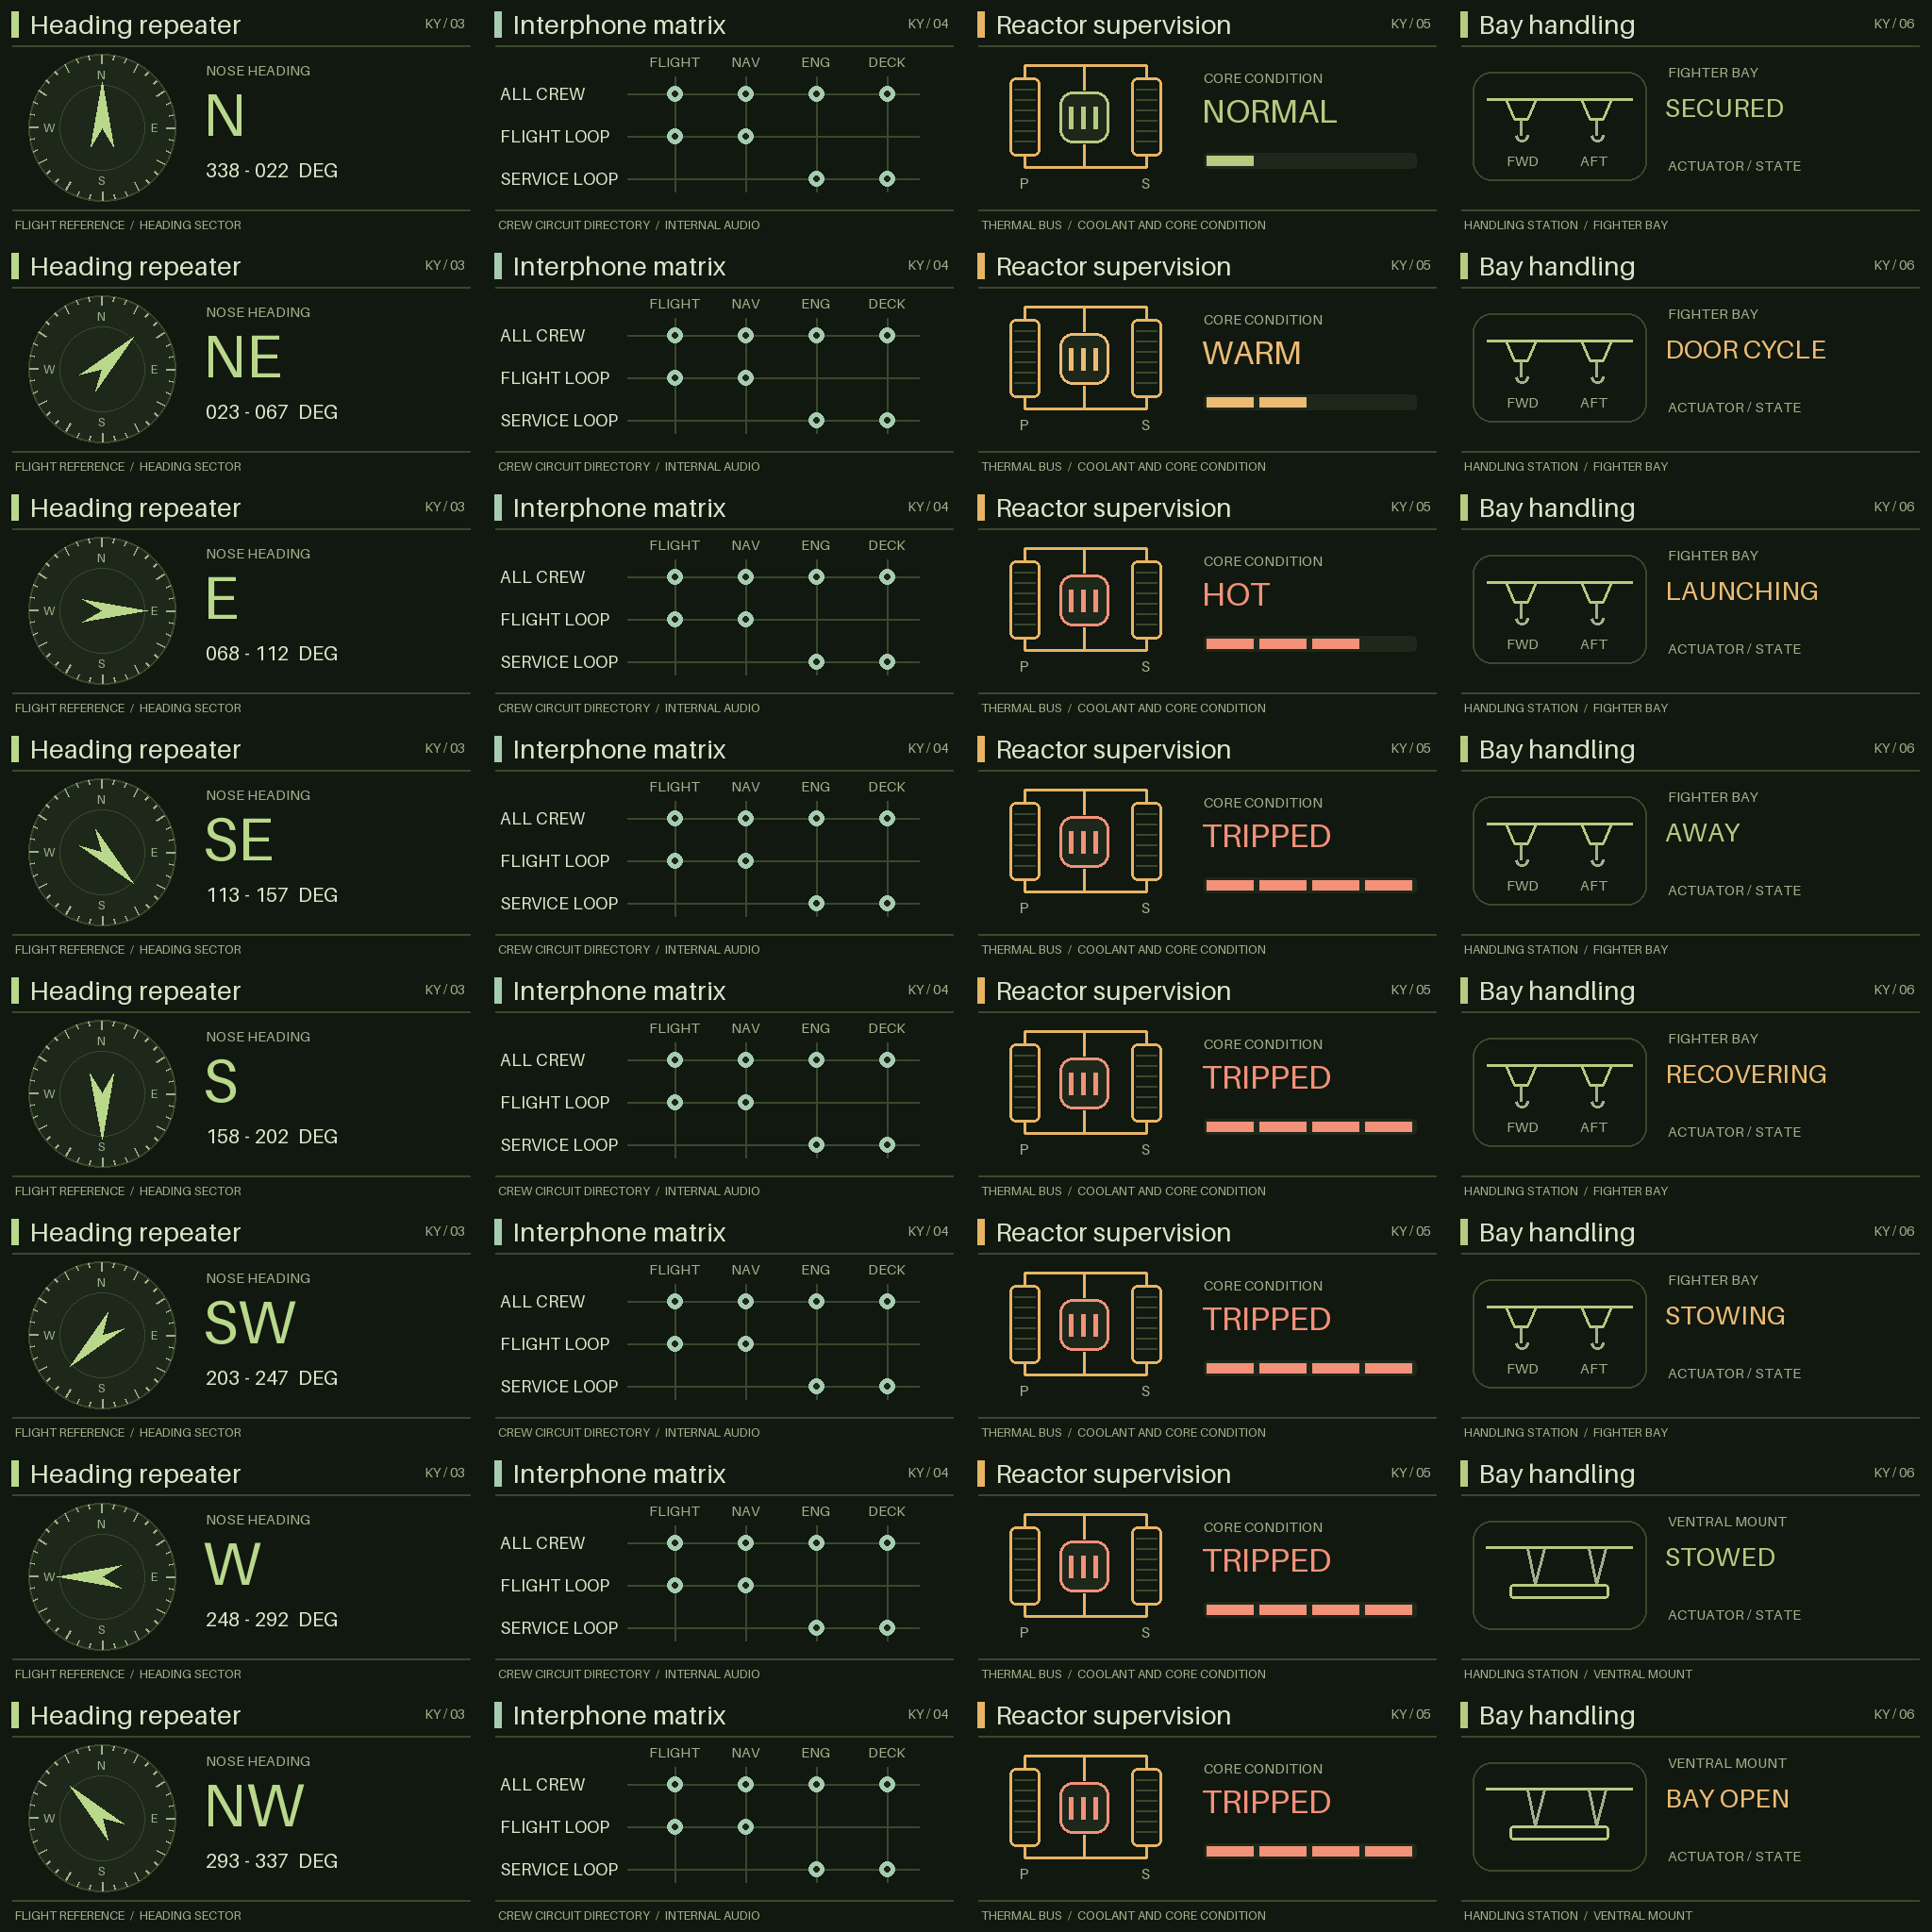 Heading repeater KY / 03
NOSE HEADING
N
N
W E
338 - 022 DEG
S
FLIGHT REFERENCE / HEADING SECTOR
Interphone matrix KY / 04
FLIGHT NAV ENG DECK
ALL CREW
FLIGHT LOOP
SERVICE LOOP
CREW CIRCUIT DIRECTORY / INTERNAL AUDIO
Reactor supervision KY / 05
CORE CONDITION
NORMAL
P S
THERMAL BUS / COOLANT AND CORE CONDITION
Bay handling KY / 06
FIGHTER BAY
SECURED
FWD AFT
ACTUATOR / STATE
HANDLING STATION / FIGHTER BAY
Heading repeater KY / 03
NOSE HEADING
N
NE
W E
023 - 067 DEG
S
FLIGHT REFERENCE / HEADING SECTOR
Interphone matrix KY / 04
FLIGHT NAV ENG DECK
ALL CREW
FLIGHT LOOP
SERVICE LOOP
CREW CIRCUIT DIRECTORY / INTERNAL AUDIO
Reactor supervision KY / 05
CORE CONDITION
WARM
P S
THERMAL BUS / COOLANT AND CORE CONDITION
Bay handling KY / 06
FIGHTER BAY
DOOR CYCLE
FWD AFT
ACTUATOR / STATE
HANDLING STATION / FIGHTER BAY
Heading repeater KY / 03
NOSE HEADING
N
E
W E
068 - 112 DEG
S
FLIGHT REFERENCE / HEADING SECTOR
Interphone matrix KY / 04
FLIGHT NAV ENG DECK
ALL CREW
FLIGHT LOOP
SERVICE LOOP
CREW CIRCUIT DIRECTORY / INTERNAL AUDIO
Reactor supervision KY / 05
CORE CONDITION
HOT
P S
THERMAL BUS / COOLANT AND CORE CONDITION
Bay handling KY / 06
FIGHTER BAY
LAUNCHING
FWD AFT
ACTUATOR / STATE
HANDLING STATION / FIGHTER BAY
Heading repeater KY / 03
NOSE HEADING
N
SE
W E
113 - 157 DEG
S
FLIGHT REFERENCE / HEADING SECTOR
Interphone matrix KY / 04
FLIGHT NAV ENG DECK
ALL CREW
FLIGHT LOOP
SERVICE LOOP
CREW CIRCUIT DIRECTORY / INTERNAL AUDIO
Reactor supervision KY / 05
CORE CONDITION
TRIPPED
P S
THERMAL BUS / COOLANT AND CORE CONDITION
Bay handling KY / 06
FIGHTER BAY
AWAY
FWD AFT
ACTUATOR / STATE
HANDLING STATION / FIGHTER BAY
Heading repeater KY / 03
NOSE HEADING
N
S
W E
158 - 202 DEG
S
FLIGHT REFERENCE / HEADING SECTOR
Interphone matrix KY / 04
FLIGHT NAV ENG DECK
ALL CREW
FLIGHT LOOP
SERVICE LOOP
CREW CIRCUIT DIRECTORY / INTERNAL AUDIO
Reactor supervision KY / 05
CORE CONDITION
TRIPPED
P S
THERMAL BUS / COOLANT AND CORE CONDITION
Bay handling KY / 06
FIGHTER BAY
RECOVERING
FWD AFT
ACTUATOR / STATE
HANDLING STATION / FIGHTER BAY
Heading repeater KY / 03
NOSE HEADING
N
SW
W E
203 - 247 DEG
S
FLIGHT REFERENCE / HEADING SECTOR
Interphone matrix KY / 04
FLIGHT NAV ENG DECK
ALL CREW
FLIGHT LOOP
SERVICE LOOP
CREW CIRCUIT DIRECTORY / INTERNAL AUDIO
Reactor supervision KY / 05
CORE CONDITION
TRIPPED
P S
THERMAL BUS / COOLANT AND CORE CONDITION
Bay handling KY / 06
FIGHTER BAY
STOWING
FWD AFT
ACTUATOR / STATE
HANDLING STATION / FIGHTER BAY
Heading repeater KY / 03
NOSE HEADING
N
W
W E
248 - 292 DEG
S
FLIGHT REFERENCE / HEADING SECTOR
Interphone matrix KY / 04
FLIGHT NAV ENG DECK
ALL CREW
FLIGHT LOOP
SERVICE LOOP
CREW CIRCUIT DIRECTORY / INTERNAL AUDIO
Reactor supervision KY / 05
CORE CONDITION
TRIPPED
P S
THERMAL BUS / COOLANT AND CORE CONDITION
Bay handling KY / 06
VENTRAL MOUNT
STOWED
ACTUATOR / STATE
HANDLING STATION / VENTRAL MOUNT
Heading repeater KY / 03
NOSE HEADING
N
NW
W E
293 - 337 DEG
S
FLIGHT REFERENCE / HEADING SECTOR
Interphone matrix KY / 04
FLIGHT NAV ENG DECK
ALL CREW
FLIGHT LOOP
SERVICE LOOP
CREW CIRCUIT DIRECTORY / INTERNAL AUDIO
Reactor supervision KY / 05
CORE CONDITION
TRIPPED
P S
THERMAL BUS / COOLANT AND CORE CONDITION
Bay handling KY / 06
VENTRAL MOUNT
BAY OPEN
ACTUATOR / STATE
HANDLING STATION / VENTRAL MOUNT